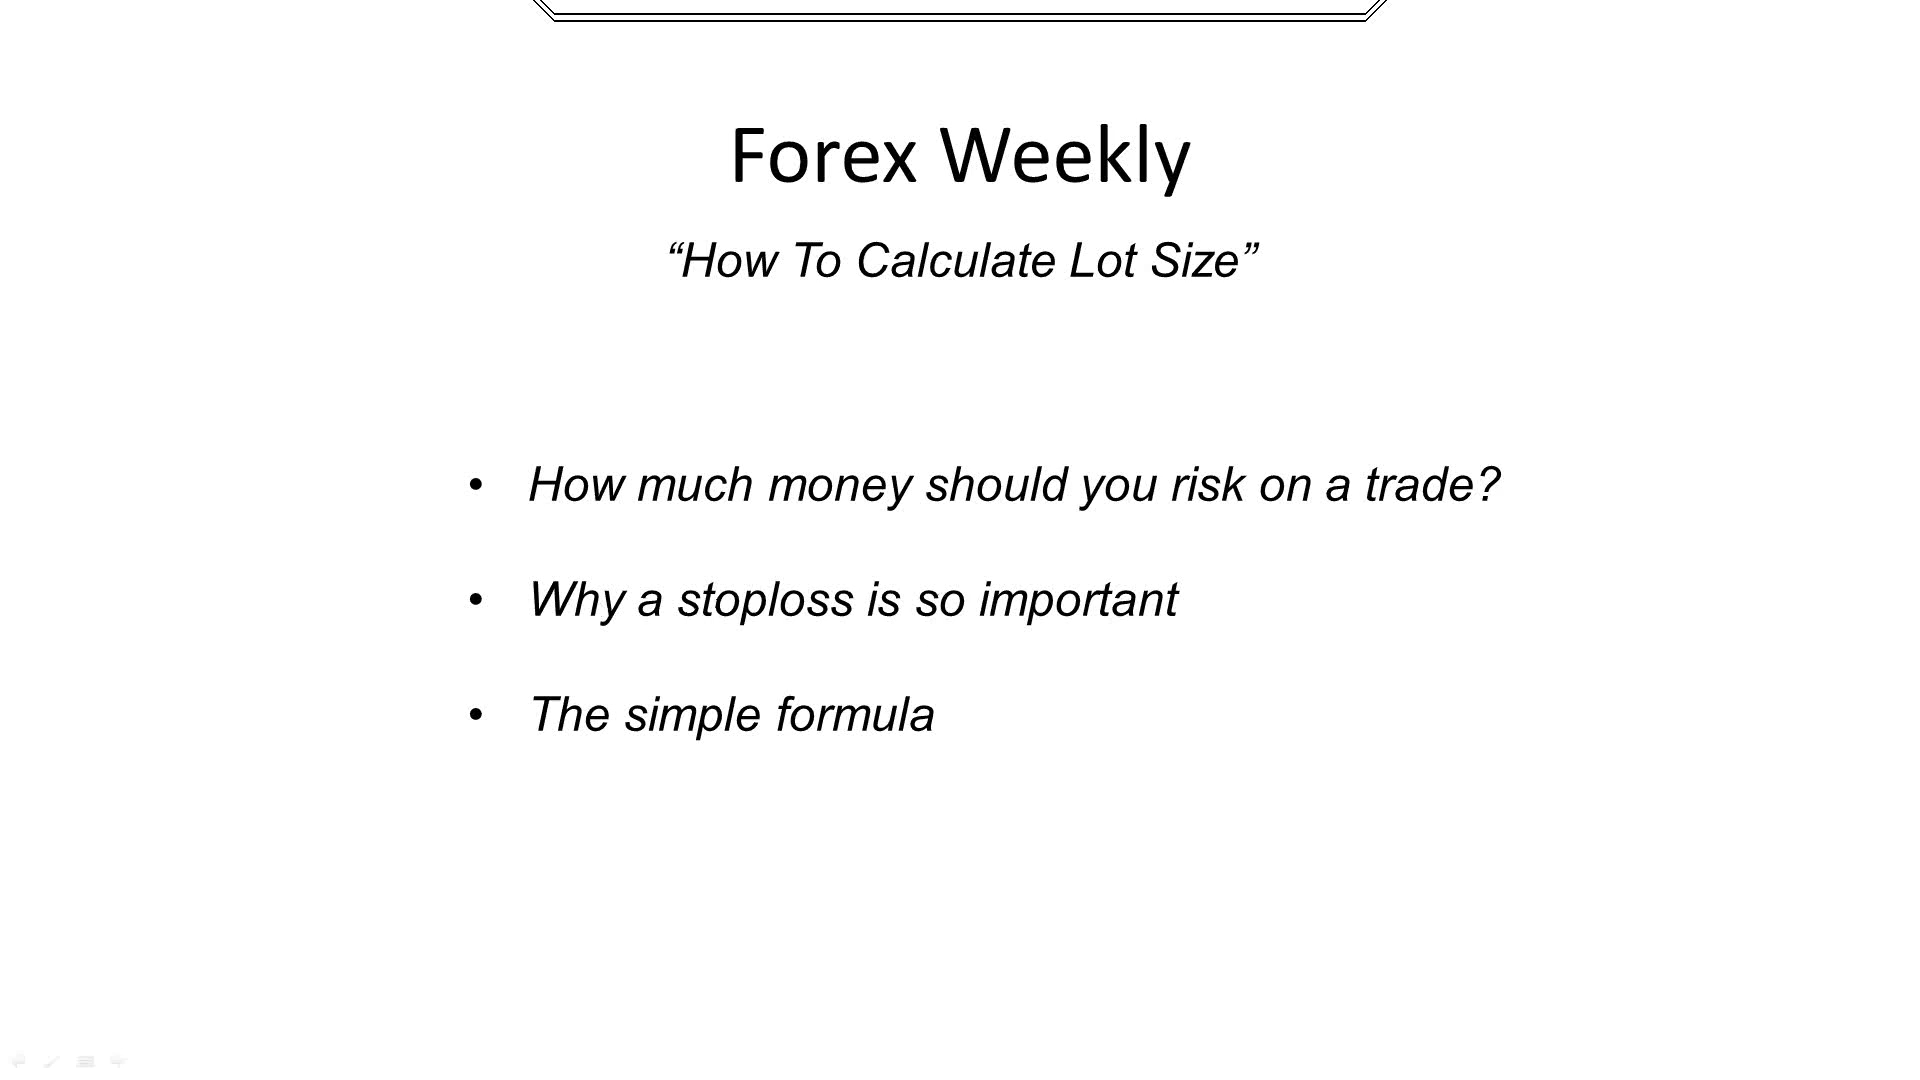 Forex Weekly
“How To Calculate Lot Size”
• How much money should you risk on a trade?
• Why a stoploss is so important
• The simple formula